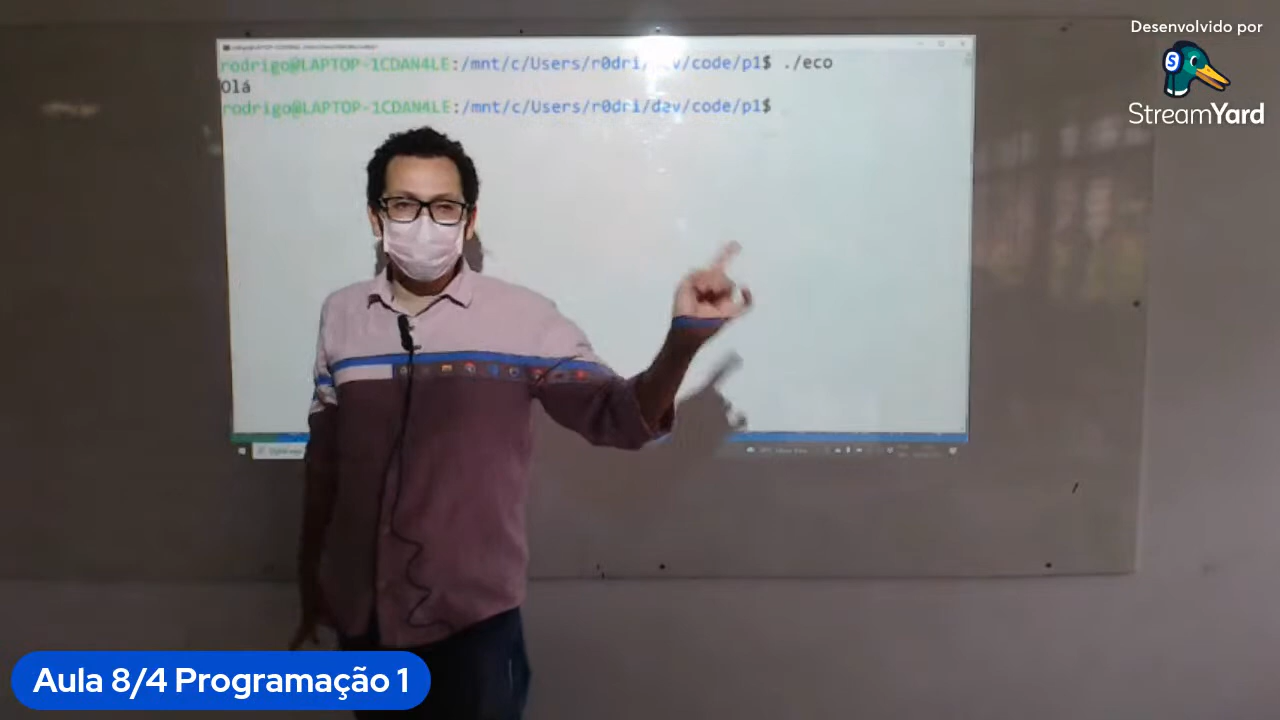 Desenvolvido por
StreamYard
rodrigo@LAPTOP-1CDAN4LE:/mnt/c/Users/r0dri/dev/code/p1$ ./eco
Olá
rodrigo@LAPTOP-1CDAN4LE:/mnt/c/Users/r0dri/dev/code/p1$
Aula 8/4 Programação 1